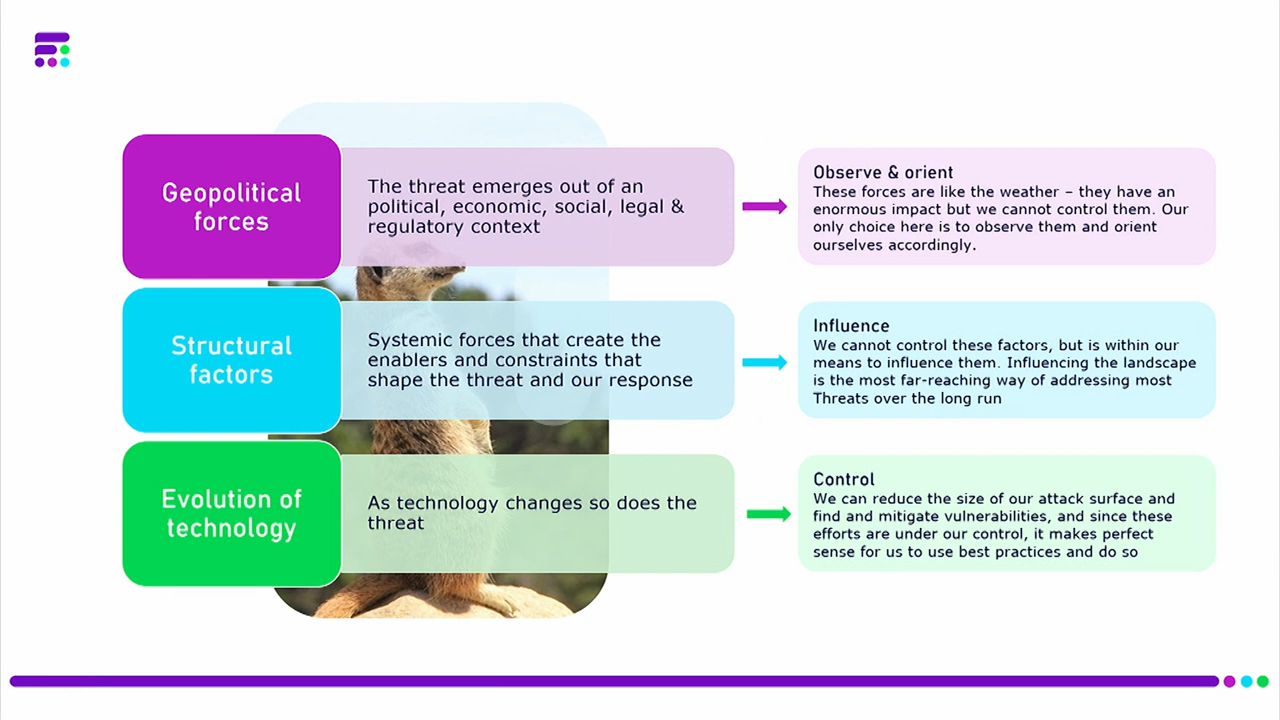 Geopolitical
forces
The threat emerges out of an
political, economic, social, legal &
regulatory context
Observe & orient
These forces are like the weather – they have an
enormous impact but we cannot control them. Our
only choice here is to observe them and orient
ourselves accordingly.
Structural
factors
Systemic forces that create the
enablers and constraints that
shape the threat and our response
Influence
We cannot control these factors, but is within our
means to influence them. Influencing the landscape
is the most far-reaching way of addressing most
Threats over the long run
Evolution of
technology
As technology changes so does the
threat
Control
We can reduce the size of our attack surface and
find and mitigate vulnerabilities, and since these
efforts are under our control, it makes perfect
sense for us to use best practices and do so